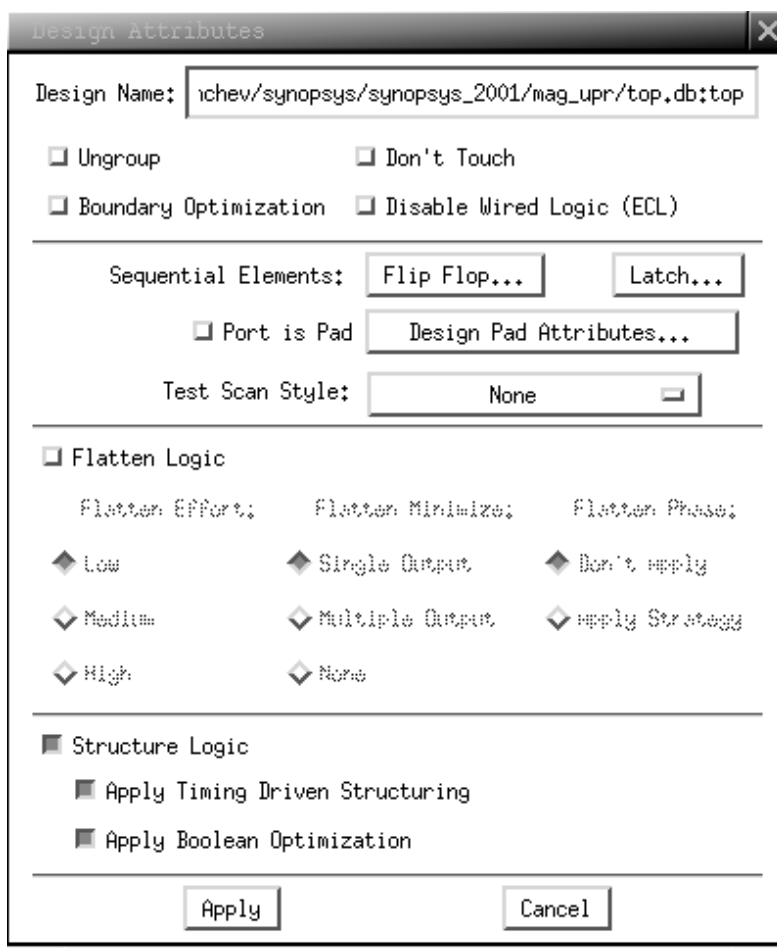 Design Attributes
Design Name: nchev/synopsys/synopsys_2001/mag_upr/top.db:top
Ungroup Don't Touch
Boundary Optimization Disable Wired Logic (ECL)
Sequential Elements: Flip Flop... Latch...
Port is Pad Design Pad Attributes...
Test Scan Style: None
Flatten Logic
Flatten Effort: Flatten Minimize: Flatten Phase:
Low Single Output Don't Apply
Medium Multiple Output Apply Strategy
High None
Structure Logic
Apply Timing Driven Structuring
Apply Boolean Optimization
Apply Cancel